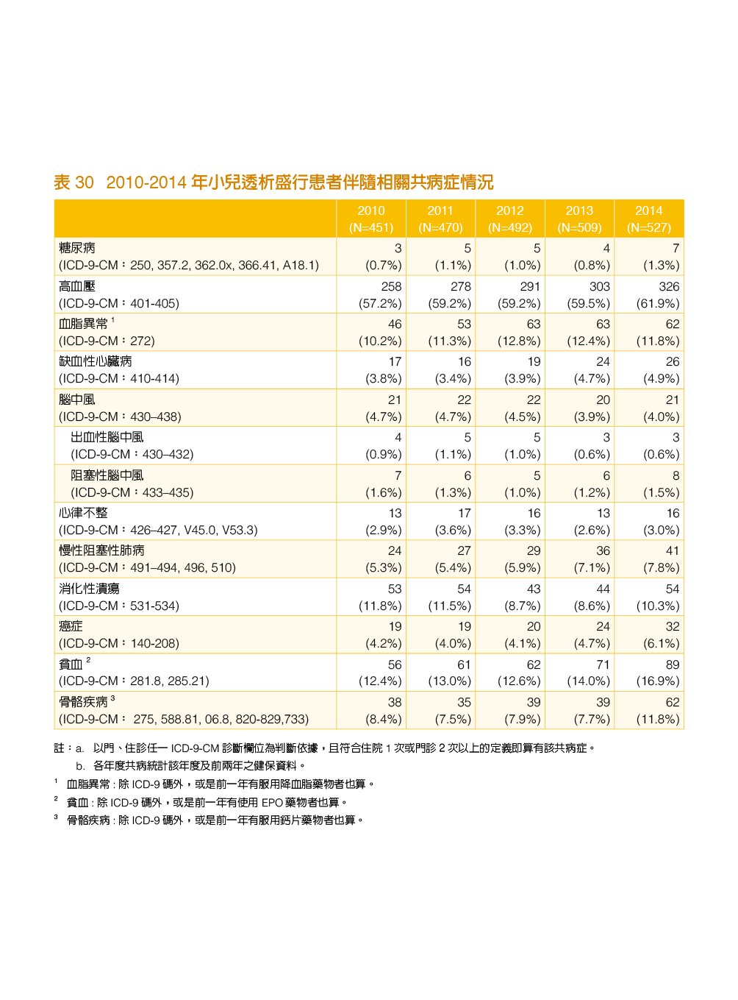 表 30 2010-2014 年小兒透析盛行患者伴隨相關共病症情況
2010 2011 2012 2013 2014
(N=451) (N=470) (N=492) (N=509) (N=527)
糖尿病 3 5 5 4 7
(ICD-9-CM：250, 357.2, 362.0x, 366.41, A18.1) (0.7%) (1.1%) (1.0%) (0.8%) (1.3%)
高血壓 258 278 291 303 326
(ICD-9-CM：401-405) (57.2%) (59.2%) (59.2%) (59.5%) (61.9%)
血脂異常 1 46 53 63 63 62
(ICD-9-CM：272) (10.2%) (11.3%) (12.8%) (12.4%) (11.8%)
缺血性心臟病 17 16 19 24 26
(ICD-9-CM：410-414) (3.8%) (3.4%) (3.9%) (4.7%) (4.9%)
腦中風 21 22 22 20 21
(ICD-9-CM：430–438) (4.7%) (4.7%) (4.5%) (3.9%) (4.0%)
出血性腦中風 4 5 5 3 3
(ICD-9-CM：430–432) (0.9%) (1.1%) (1.0%) (0.6%) (0.6%)
阻塞性腦中風 7 6 5 6 8
(ICD-9-CM：433–435) (1.6%) (1.3%) (1.0%) (1.2%) (1.5%)
心律不整 13 17 16 13 16
(ICD-9-CM：426–427, V45.0, V53.3) (2.9%) (3.6%) (3.3%) (2.6%) (3.0%)
慢性阻塞性肺病 24 27 29 36 41
(ICD-9-CM：491–494, 496, 510) (5.3%) (5.4%) (5.9%) (7.1%) (7.8%)
消化性潰瘍 53 54 43 44 54
(ICD-9-CM：531-534) (11.8%) (11.5%) (8.7%) (8.6%) (10.3%)
癌症 19 19 20 24 32
(ICD-9-CM：140-208) (4.2%) (4.0%) (4.1%) (4.7%) (6.1%)
貧血 2 56 61 62 71 89
(ICD-9-CM：281.8, 285.21) (12.4%) (13.0%) (12.6%) (14.0%) (16.9%)
骨骼疾病 3 38 35 39 39 62
(ICD-9-CM： 275, 588.81, 06.8, 820-829,733) (8.4%) (7.5%) (7.9%) (7.7%) (11.8%)
註：a. 以門、住診任一 ICD-9-CM 診斷欄位為判斷依據，且符合住院 1 次或門診 2 次以上的定義即算有該共病症。
b. 各年度共病統計該年度及前兩年之健保資料。
1 血脂異常 : 除 ICD-9 碼外，或是前一年有服用降血脂藥物者也算。
2 貧血 : 除 ICD-9 碼外，或是前一年有使用 EPO 藥物者也算。
3 骨骼疾病 : 除 ICD-9 碼外，或是前一年有服用鈣片藥物者也算。